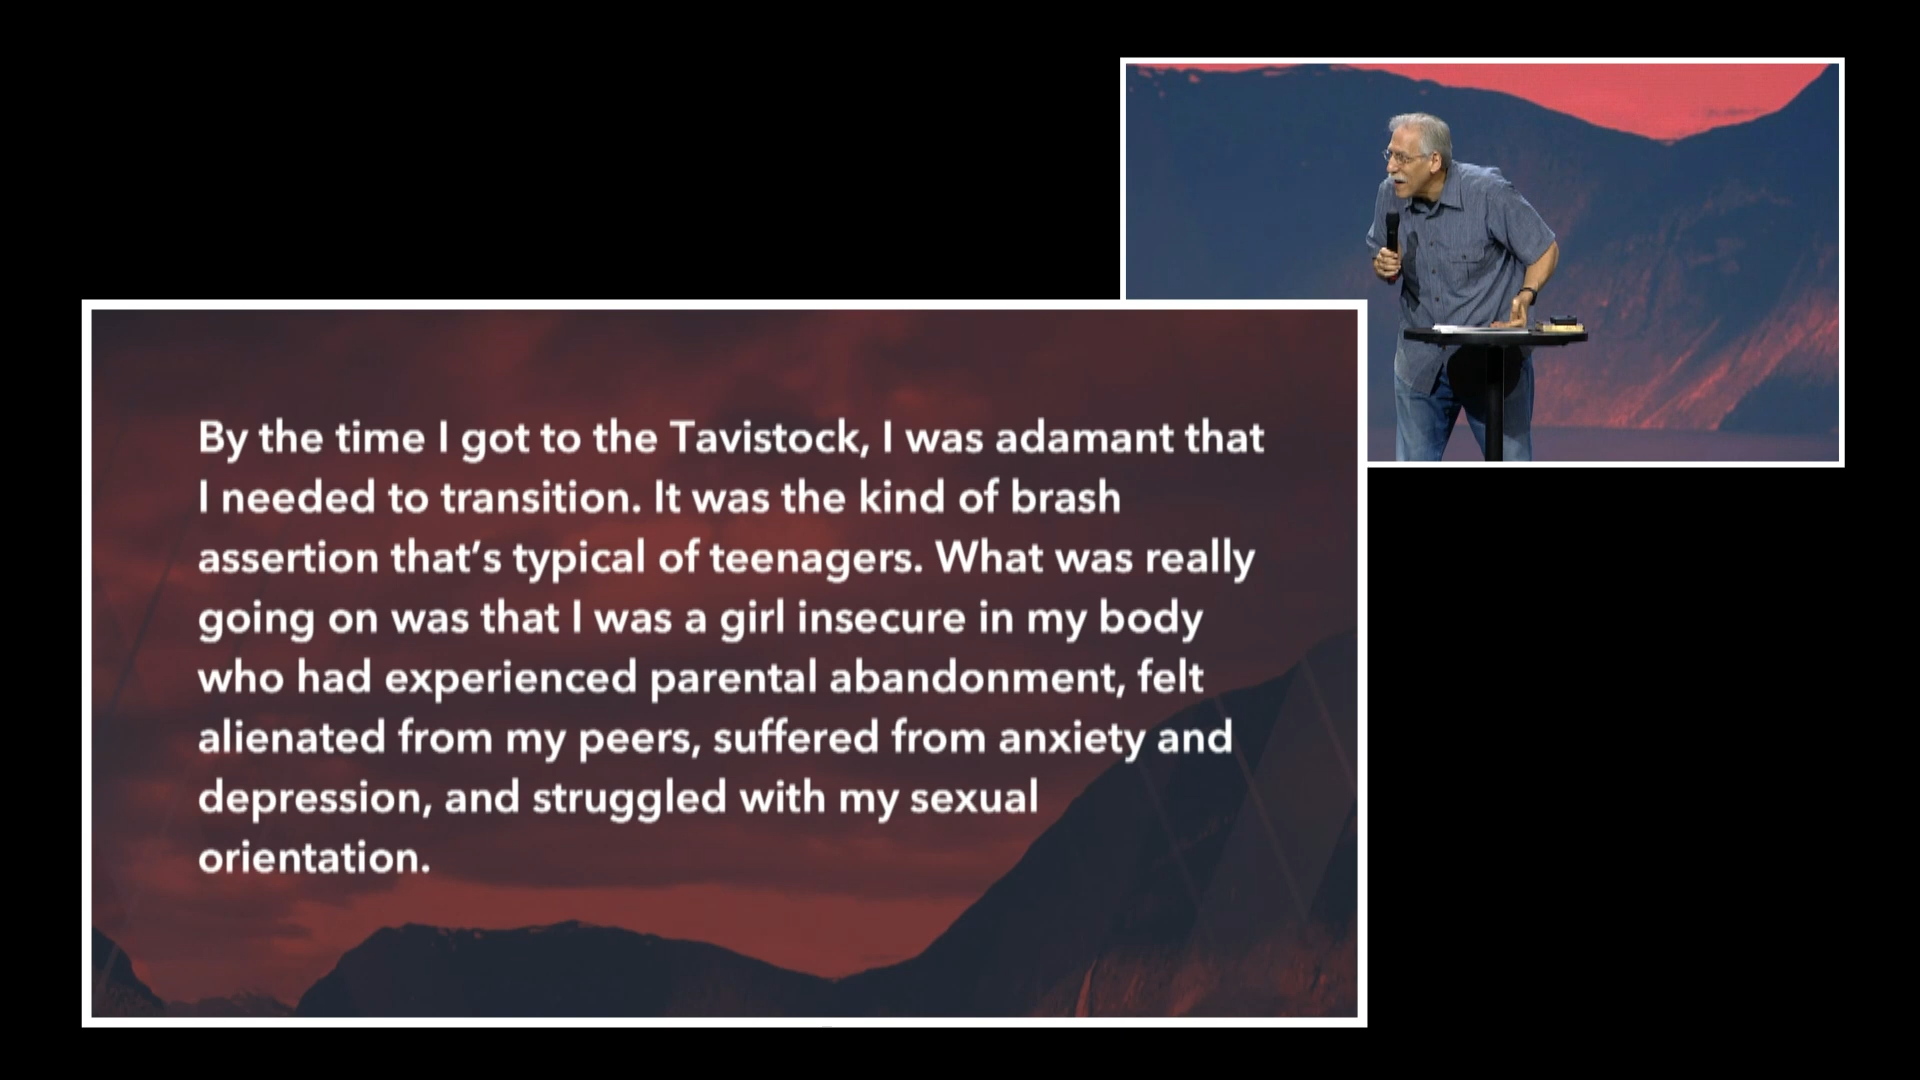 By the time I got to the Tavistock, I was adamant that
I needed to transition. It was the kind of brash
assertion that’s typical of teenagers. What was really
going on was that I was a girl insecure in my body
who had experienced parental abandonment, felt
alienated from my peers, suffered from anxiety and
depression, and struggled with my sexual
orientation.